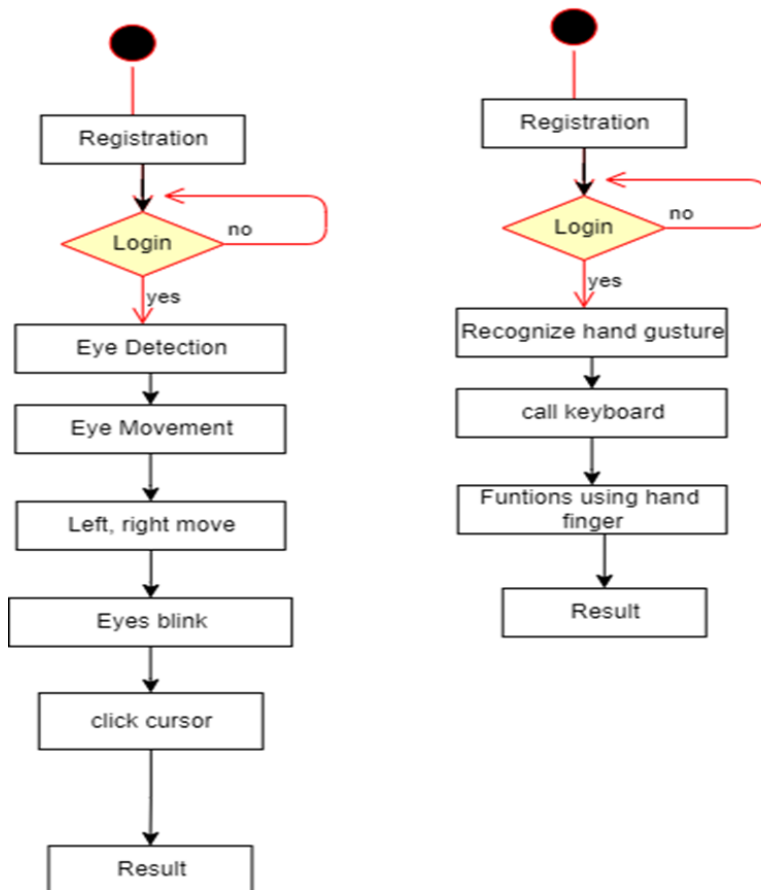 Registration
Login
no
yes
Eye Detection
Eye Movement
Left, right move
Eyes blink
click cursor
Result
Registration
Login
no
yes
Recognize hand gusture
call keyboard
Funtions using hand
finger
Result